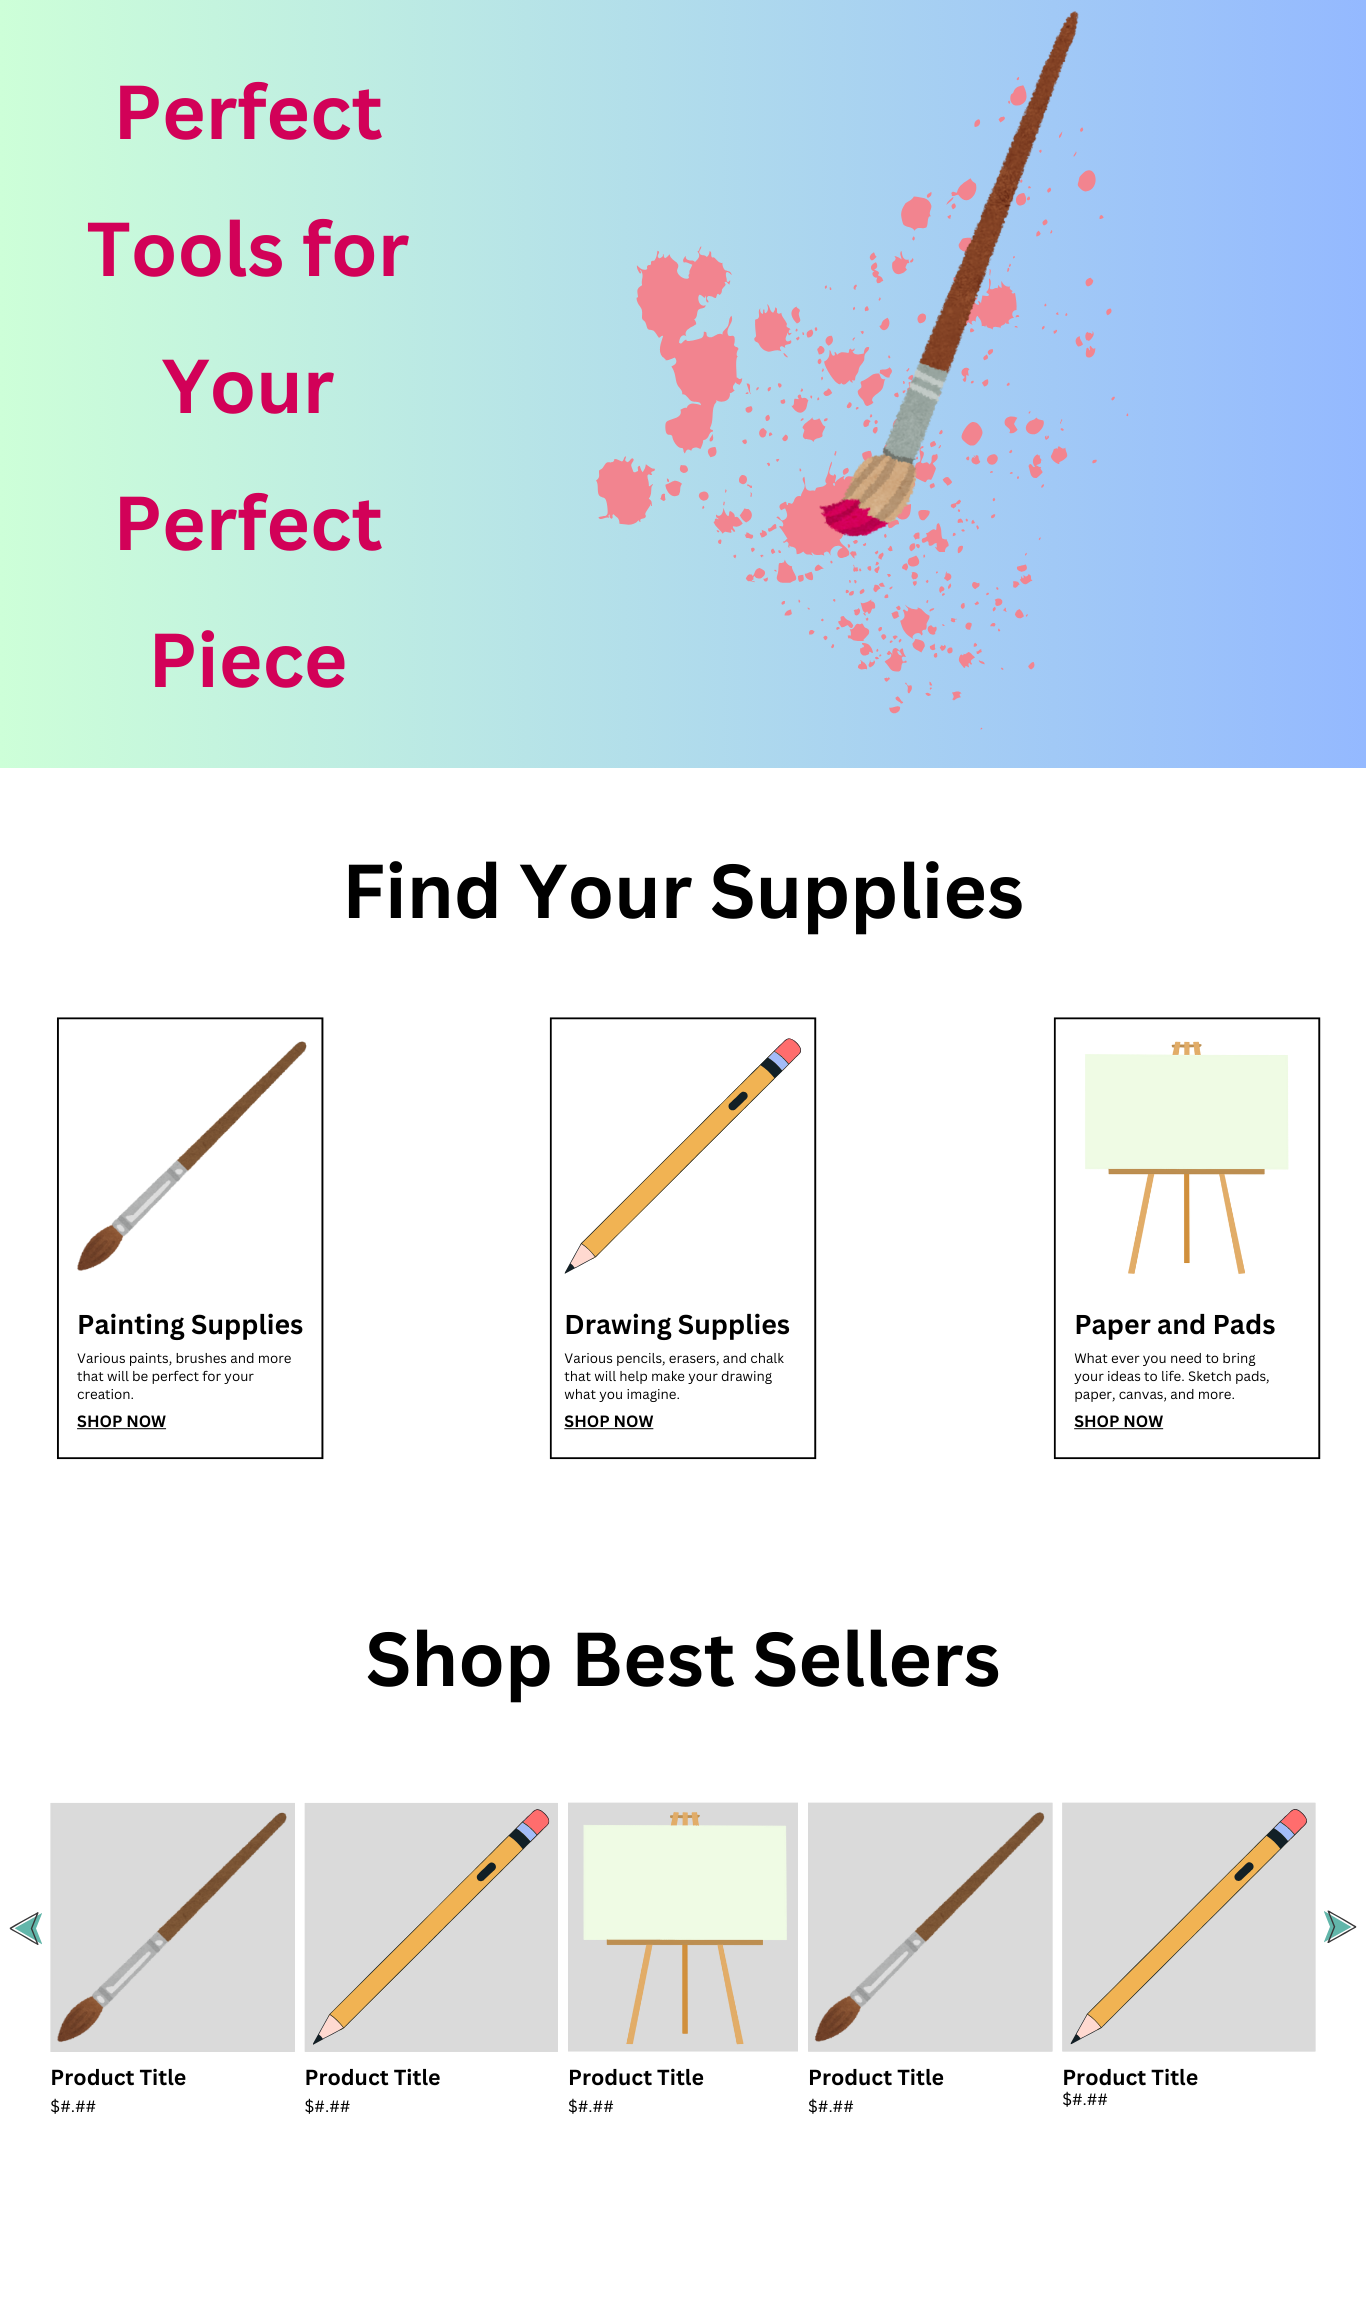 Perfect
Tools for
Your
Perfect
Piece
Find Your Supplies
Painting Supplies
Various paints, brushes and more
that will be perfect for your
creation.
SHOP NOW
Drawing Supplies
Various pencils, erasers, and chalk
that will help make your drawing
what you imagine.
SHOP NOW
Paper and Pads
What ever you need to bring
your ideas to life. Sketch pads,
paper, canvas, and more.
SHOP NOW
Shop Best Sellers
Product Title
$#.##
Product Title
$#.##
Product Title
$#.##
Product Title
$#.##
Product Title
$#.##